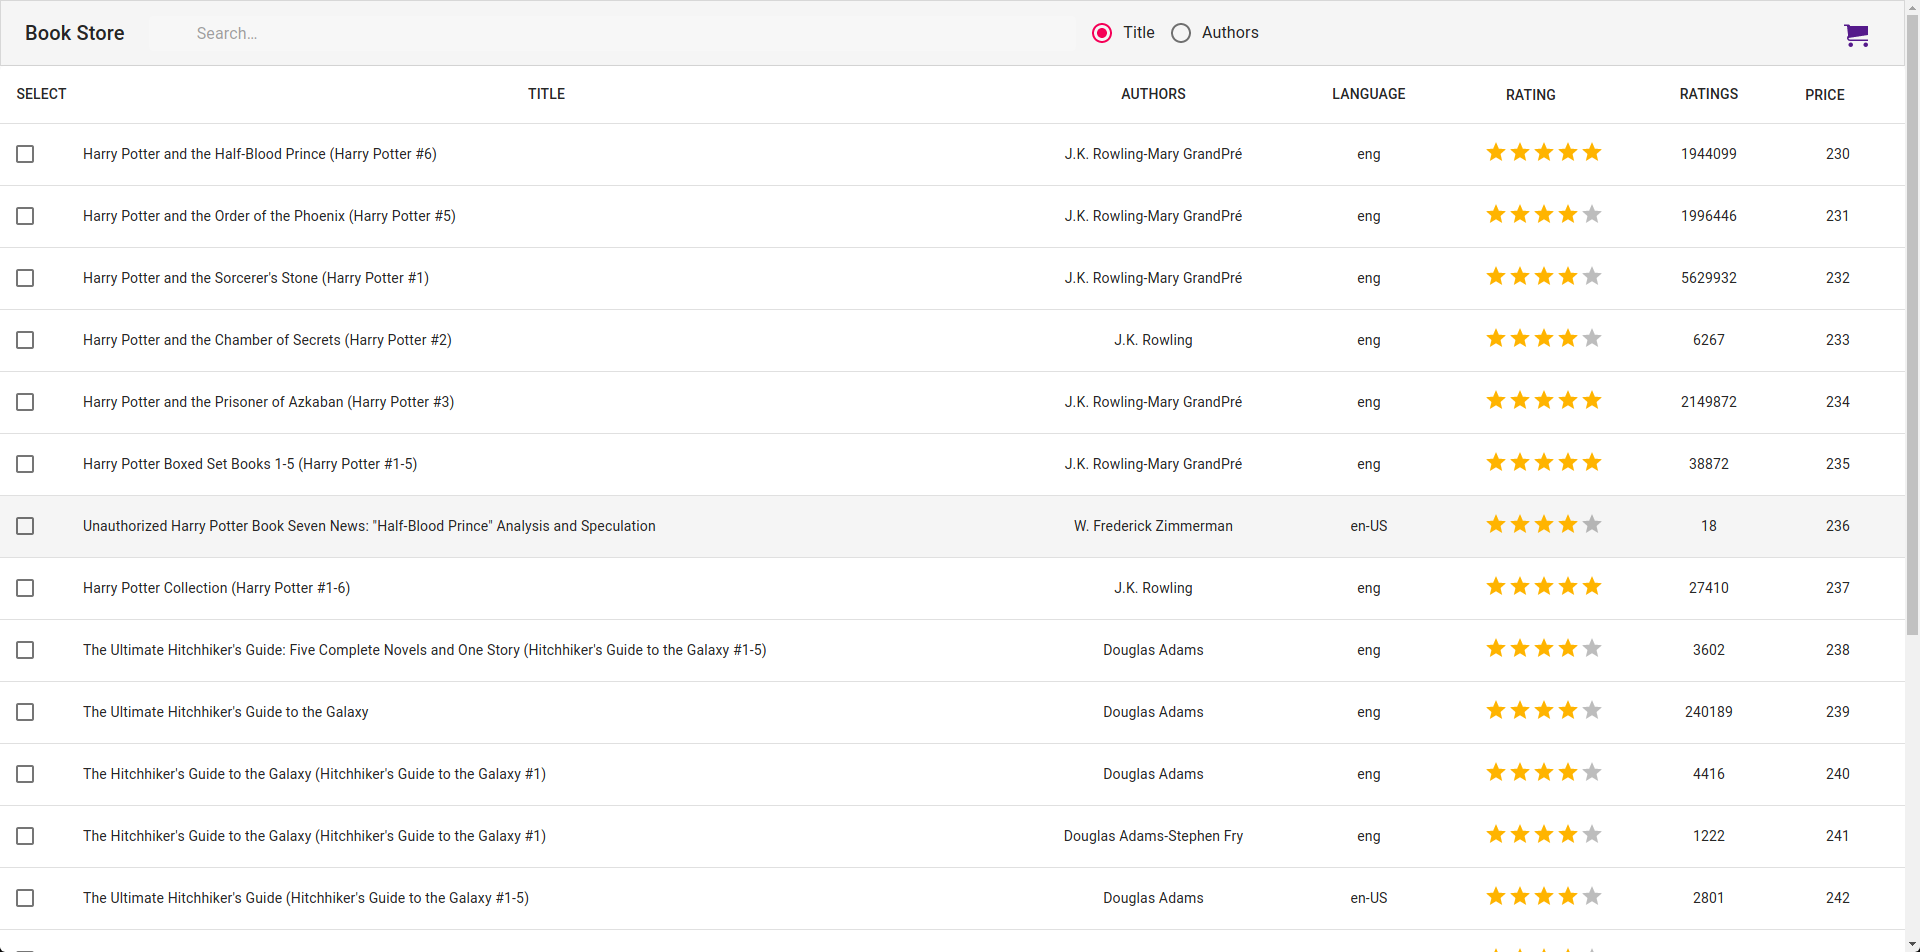 Book Store Search... Title Authors
SELECT TITLE AUTHORS LANGUAGE RATING RATINGS PRICE
Harry Potter and the Half-Blood Prince (Harry Potter #6) J.K. Rowling-Mary GrandPré eng 1944099 230
Harry Potter and the Order of the Phoenix (Harry Potter #5) J.K. Rowling-Mary GrandPré eng 1996446 231
Harry Potter and the Sorcerer's Stone (Harry Potter #1) J.K. Rowling-Mary GrandPré eng 5629932 232
Harry Potter and the Chamber of Secrets (Harry Potter #2) J.K. Rowling eng 6267 233
Harry Potter and the Prisoner of Azkaban (Harry Potter #3) J.K. Rowling-Mary GrandPré eng 2149872 234
Harry Potter Boxed Set Books 1-5 (Harry Potter #1-5) J.K. Rowling-Mary GrandPré eng 38872 235
Unauthorized Harry Potter Book Seven News: "Half-Blood Prince" Analysis and Speculation W. Frederick Zimmerman en-US 18 236
Harry Potter Collection (Harry Potter #1-6) J.K. Rowling eng 27410 237
The Ultimate Hitchhiker's Guide: Five Complete Novels and One Story (Hitchhiker's Guide to the Galaxy #1-5) Douglas Adams eng 3602 238
The Ultimate Hitchhiker's Guide to the Galaxy Douglas Adams eng 240189 239
The Hitchhiker's Guide to the Galaxy (Hitchhiker's Guide to the Galaxy #1) Douglas Adams eng 4416 240
The Hitchhiker's Guide to the Galaxy (Hitchhiker's Guide to the Galaxy #1) Douglas Adams-Stephen Fry eng 1222 241
The Ultimate Hitchhiker's Guide (Hitchhiker's Guide to the Galaxy #1-5) Douglas Adams en-US 2801 242